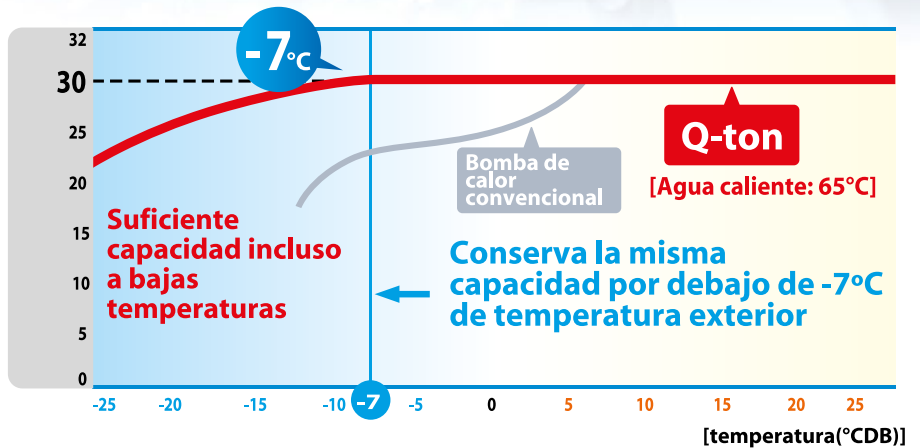 32
30
25
20
15
10
5
0
-7°C
Q-ton
[Agua caliente: 65°C]
Bomba de
calor
convencional
Suficiente
capacidad incluso
a bajas
temperaturas
Conserva la misma
capacidad por debajo de -7ºC
de temperatura exterior
-25 -20 -15 -10 -7 -5 0 5 10 15 20 25
[temperatura(°CDB)]